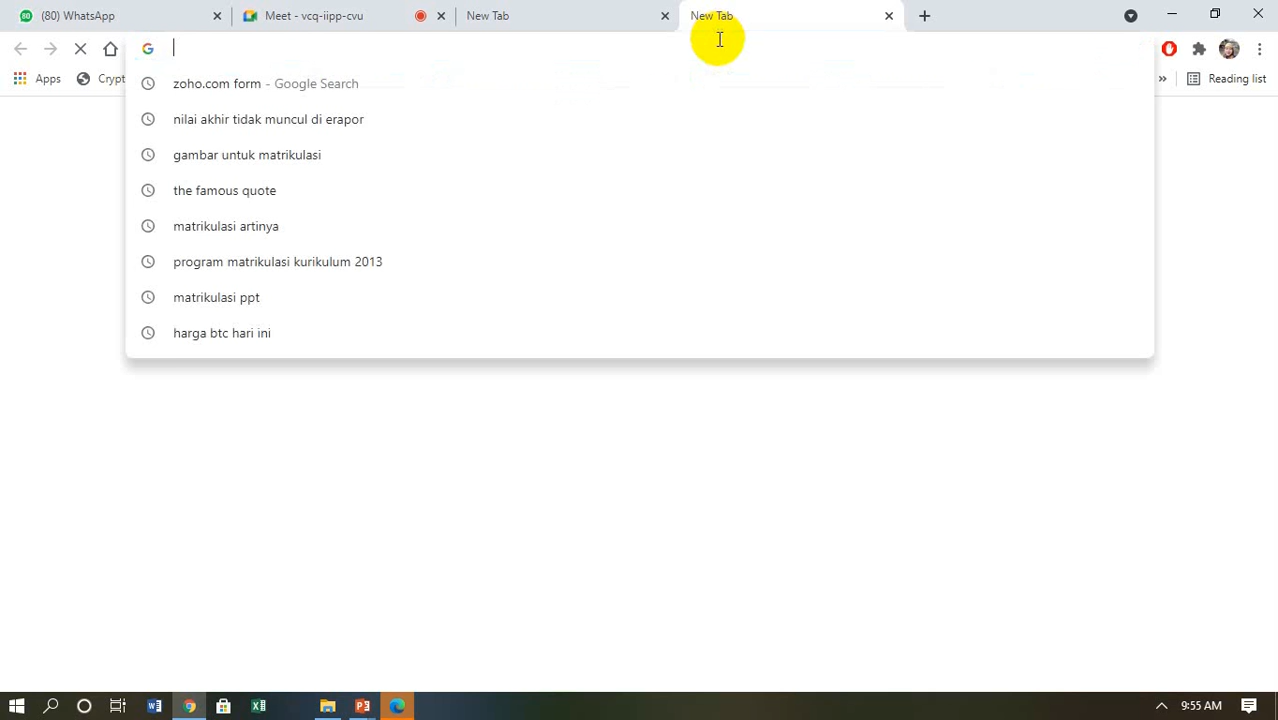 (80) WhatsApp
Meet - vcq-iipp-cvu
New Tab
New Tab
Apps
Crypt
» Reading list
zoho.com form - Google Search
nilai akhir tidak muncul di erapor
gambar untuk matrikulasi
the famous quote
matrikulasi artinya
program matrikulasi kurikulum 2013
matrikulasi ppt
harga btc hari ini
9:55 AM